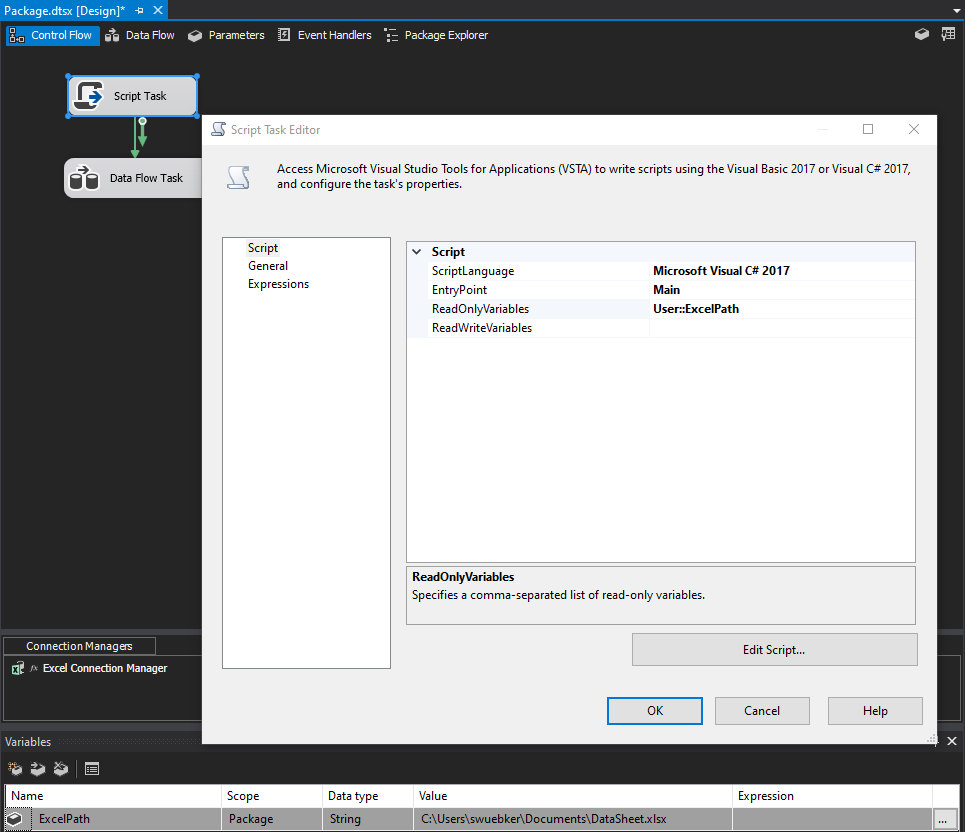 Package.dtsx [Design]*
Control Flow Data Flow Parameters Event Handlers Package Explorer
Script Task
Data Flow Task
Script Task Editor
Access Microsoft Visual Studio Tools for Applications (VSTA) to write scripts using the Visual Basic 2017 or Visual C# 2017,
and configure the task's properties.
Script
General
Expressions
Script
ScriptLanguage Microsoft Visual C# 2017
EntryPoint Main
ReadOnlyVariables User::ExcelPath
ReadWriteVariables
ReadOnlyVariables
Specifies a comma-separated list of read-only variables.
Edit Script...
OK Cancel Help
Connection Managers
fx Excel Connection Manager
Variables
Name Scope Data type Value Expression
ExcelPath Package String C:\Users\swuebker\Documents\DataSheet.xlsx ...